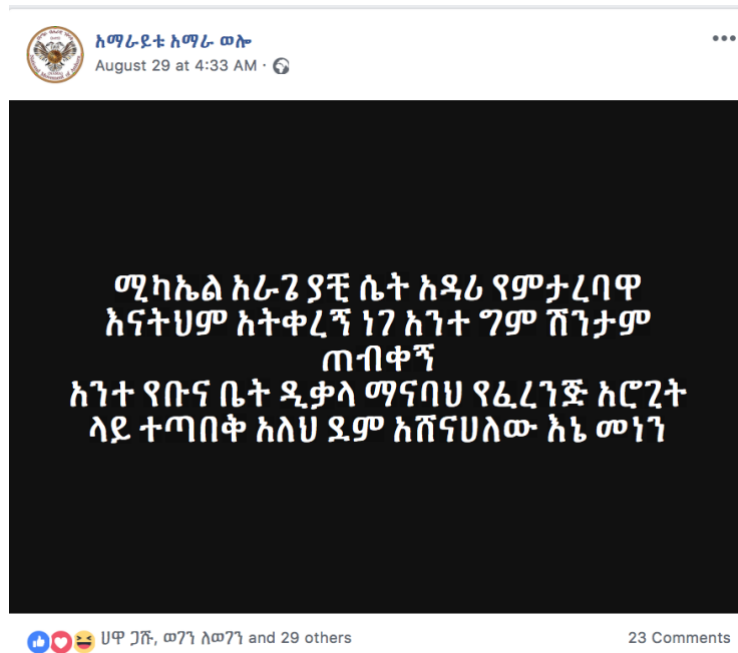 አማራይቱ አማራ ወሎ
August 29 at 4:33 AM ·
ሚካኤል አራጌ ያቺ ሴት አዳሪ የምታረባዋ
እናትህም አትቀረኝ ነገ አንተ ግም ሽንታም
ጠብቀኝ
አንተ የቡና ቤት ዲቃላ ማናባህ የፈረንጅ አሮጊት
ላይ ተጣበቅ አለህ ደም አሸናሀለው እኔ መነን
ሀዋ ጋሹ, ወገን ለወገን and 29 others
23 Comments